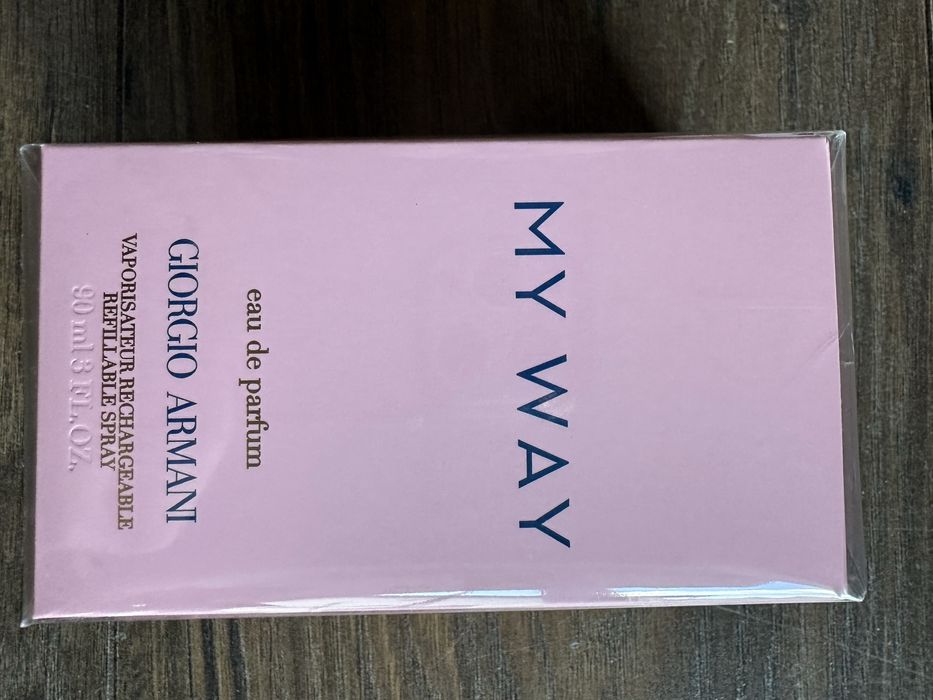 MY WAY
eau de parfum
GIORGIO ARMANI
VAPORISATEUR RECHARGEABLE
REFILLABLE SPRAY
90 ml 3 FL.OZ.